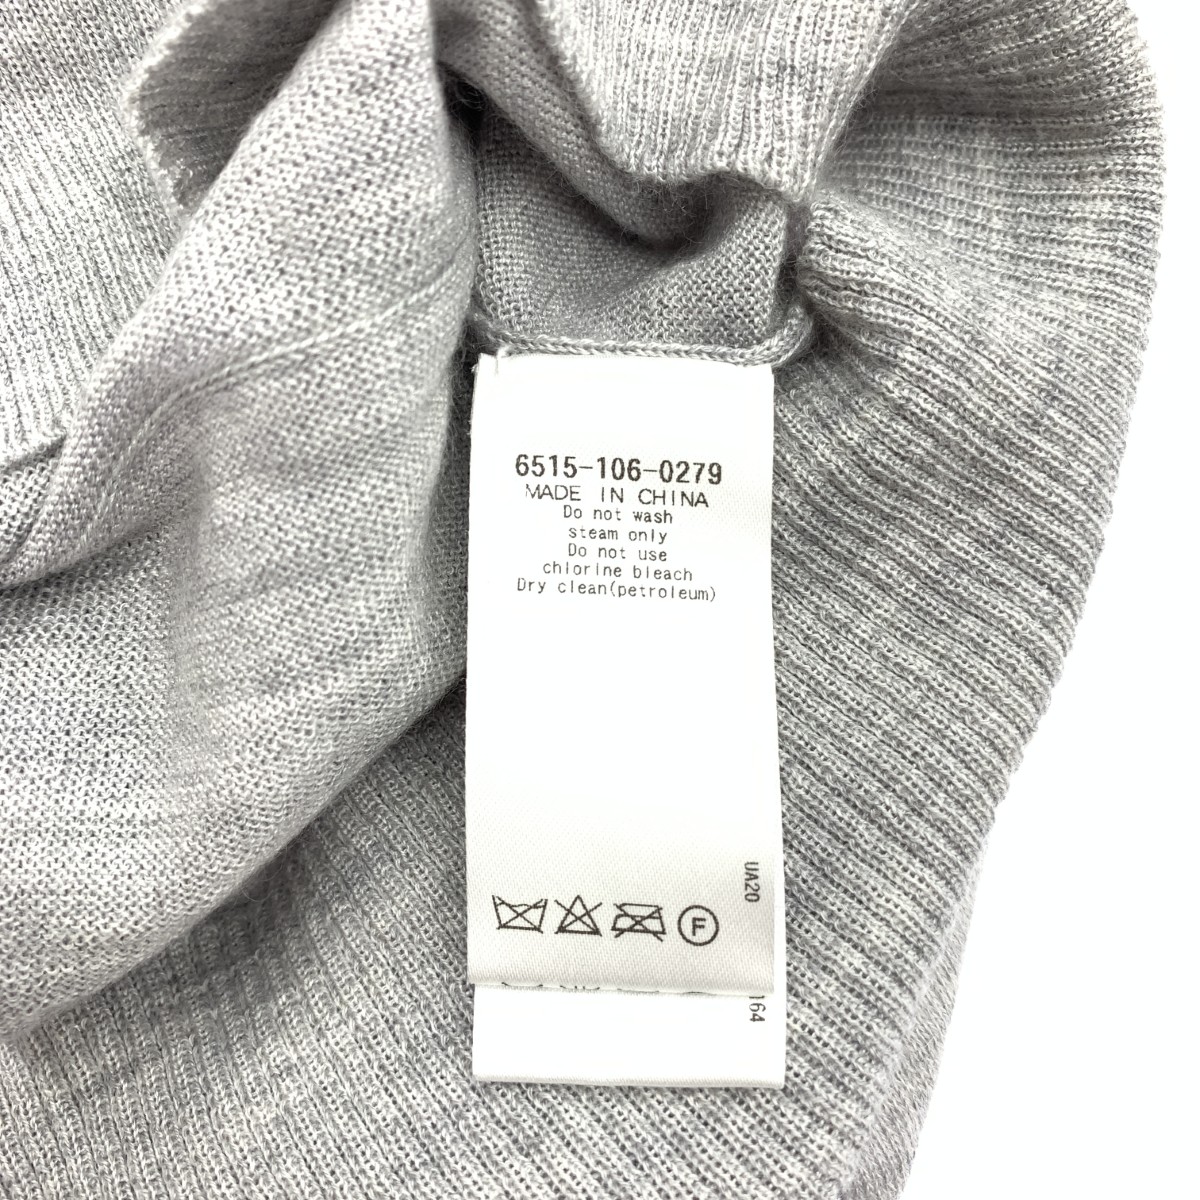 6515-106-0279
MADE IN CHINA
Do not wash
steam only
Do not use
chlorine bleach
Dry clean(petroleum)
UA20
F
164